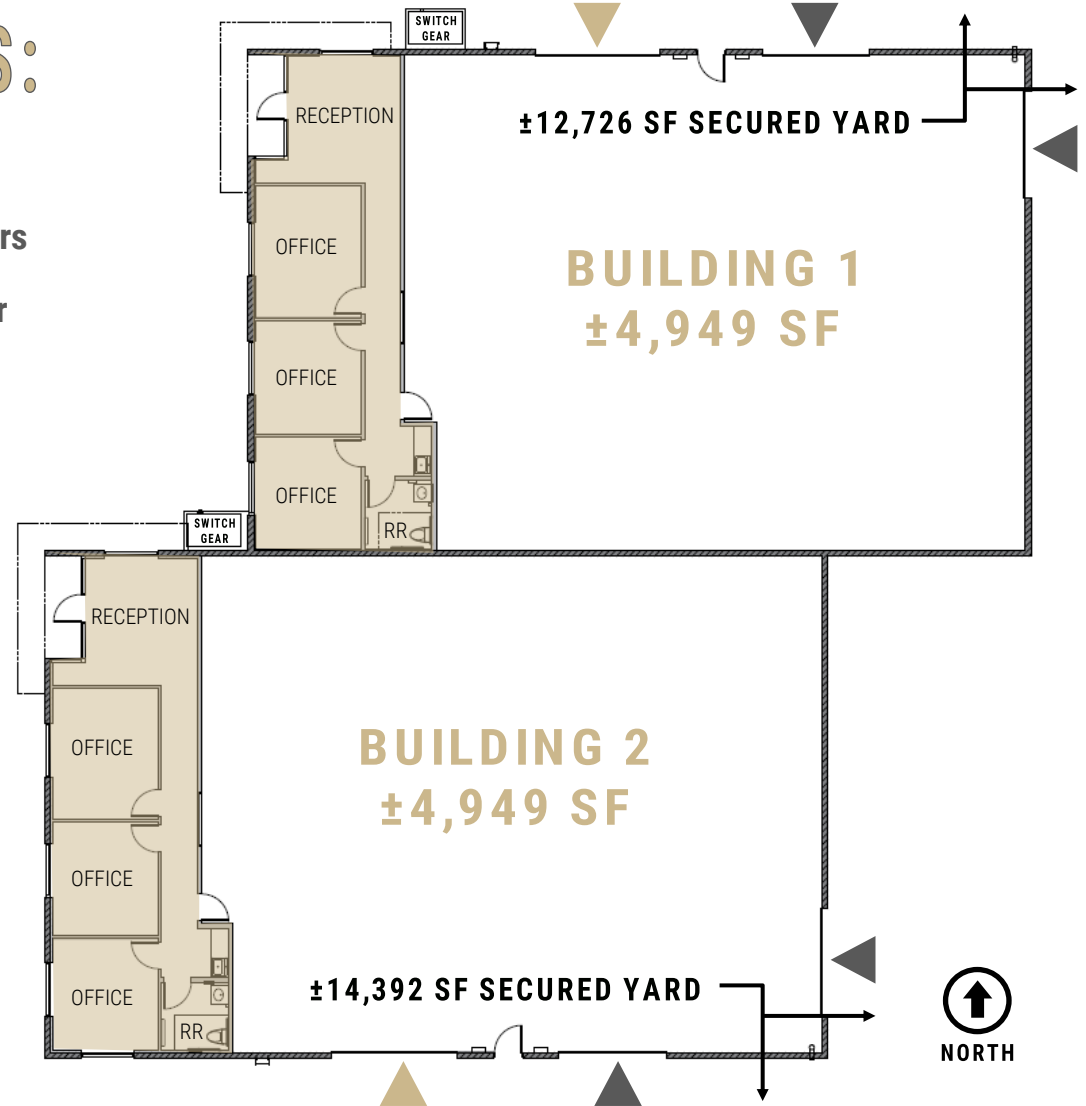 S:
rs
r
SWITCH
GEAR
RECEPTION
±12,726 SF SECURED YARD
OFFICE
BUILDING 1
±4,949 SF
OFFICE
OFFICE
RR
SWITCH
GEAR
RECEPTION
OFFICE
BUILDING 2
±4,949 SF
OFFICE
OFFICE
±14,392 SF SECURED YARD
RR
NORTH